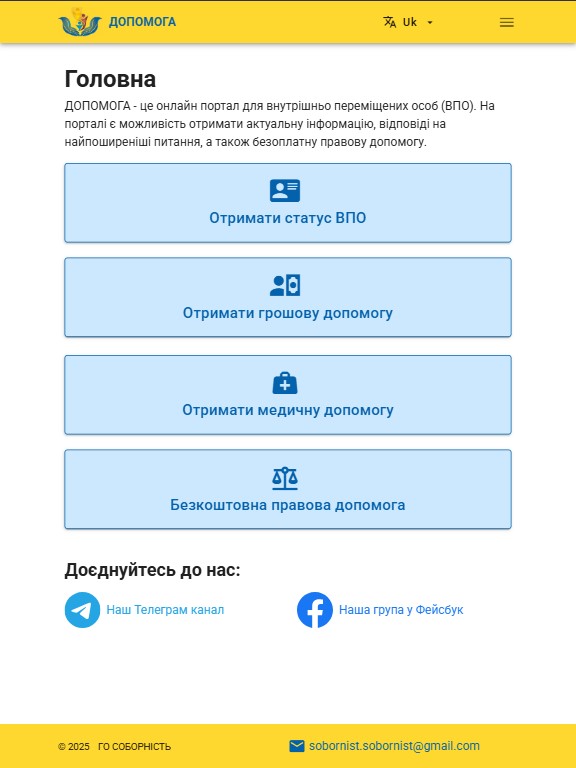 ДОПОМОГА
Uk
Головна
ДОПОМОГА - це онлайн портал для внутрішньо переміщених осіб (ВПО). На
порталі є можливість отримати актуальну інформацію, відповіді на
найпоширеніші питання, а також безоплатну правову допомогу.
Отримати статус ВПО
Отримати грошову допомогу
Отримати медичну допомогу
Безкоштовна правова допомога
Доєднуйтесь до нас:
Наш Телеграм канал
Наша група у Фейсбук
© 2025 ГО СОБОРНІСТЬ
sobornist.sobornist@gmail.com